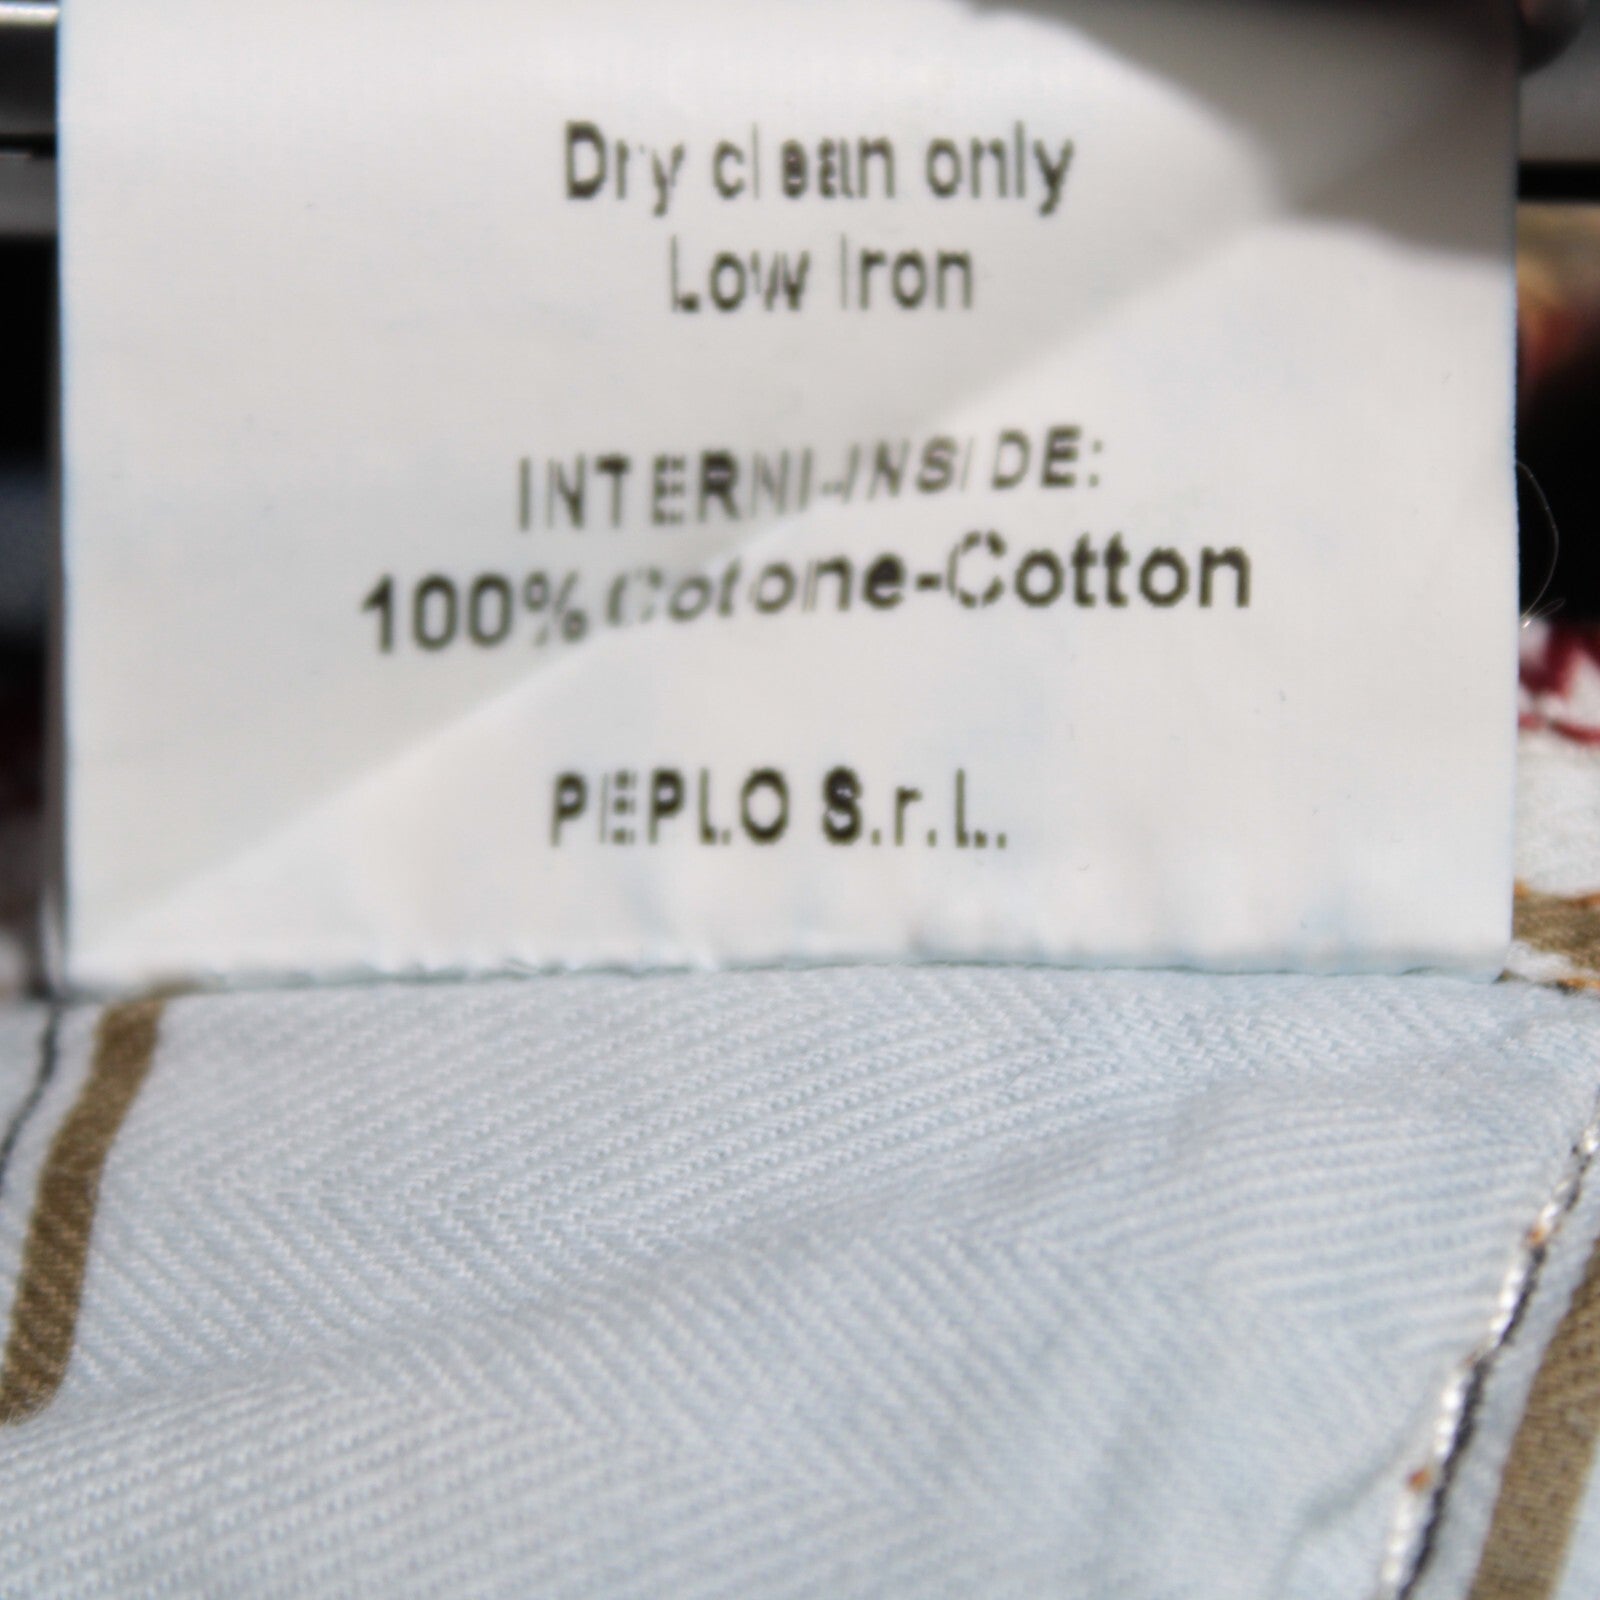 Dry clean only
Low Iron
INTERNI-INSIDE:
100% Cotone-Cotton
PEPLO S.r.L.